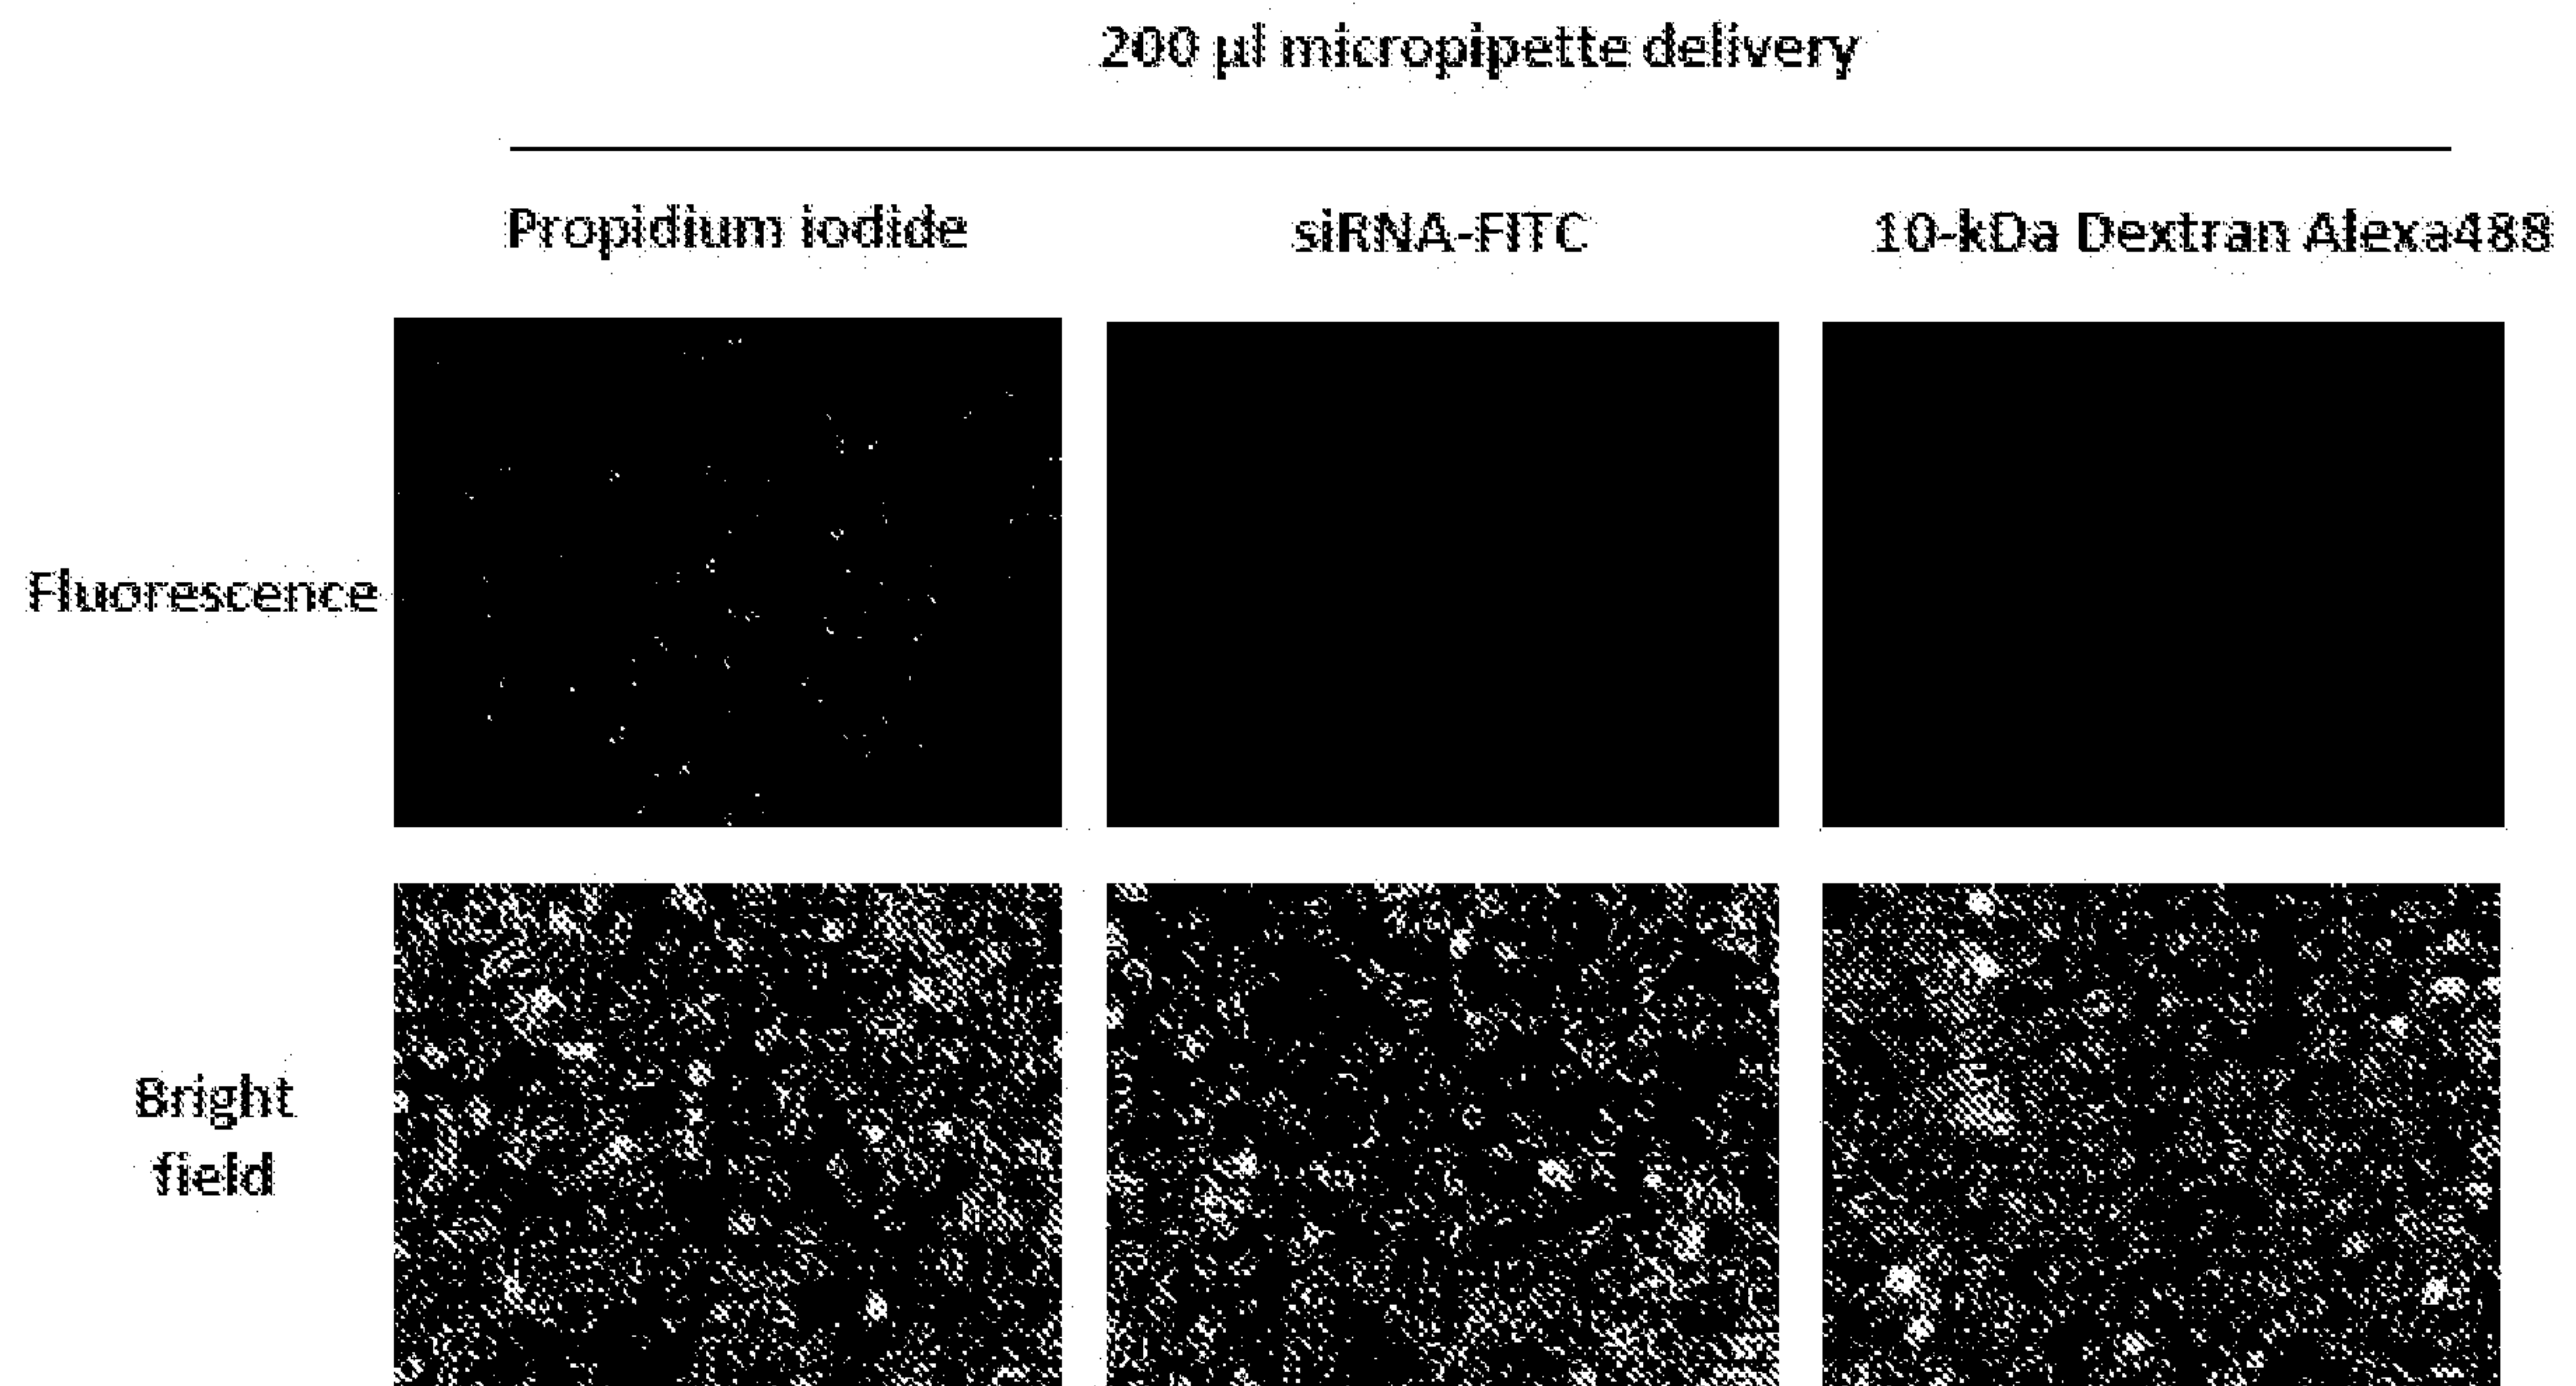 200 µl micropipette delivery
Propidium iodide siRNA-FITC 10-kDa Dextran Alexa488
Fluorescence
Bright
field